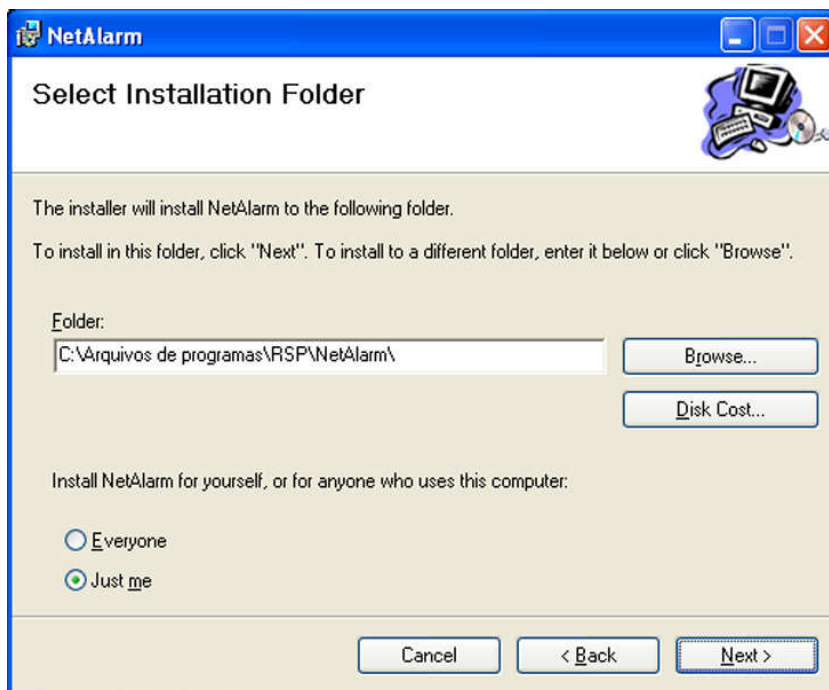 NetAlarm
Select Installation Folder
The installer will install NetAlarm to the following folder.
To install in this folder, click "Next". To install to a different folder, enter it below or click "Browse".
Folder:
C:\Arquivos de programas\RSP\NetAlarm\
Browse...
Disk Cost...
Install NetAlarm for yourself, or for anyone who uses this computer:
Everyone
Just me
Cancel
< Back
Next >